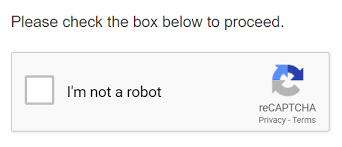 Please check the box below to proceed.
I'm not a robot
reCAPTCHA
Privacy - Terms